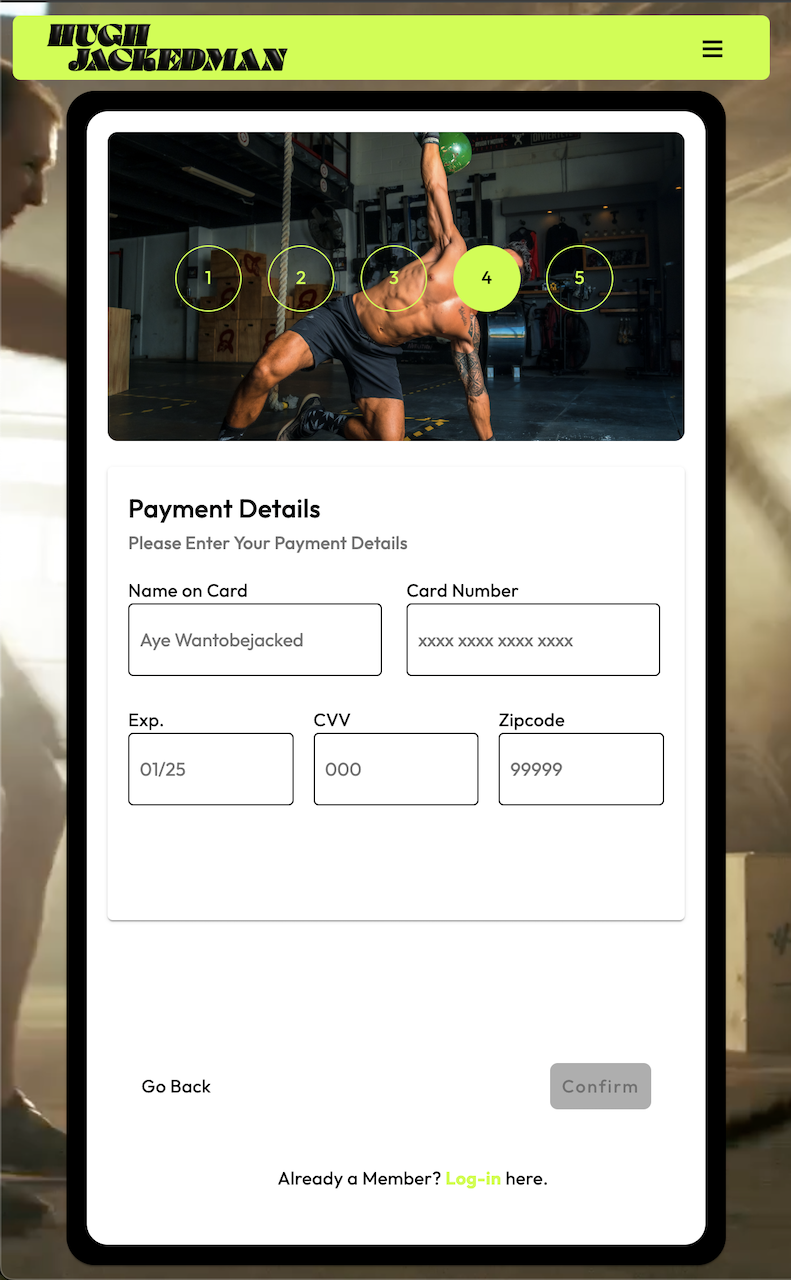 HUGH
JACKEDMAN
1 2 3 4 5
Payment Details
Please Enter Your Payment Details
Name on Card Card Number
Aye Wantobejacked xxxx xxxx xxxx xxxx
Exp. CVV Zipcode
01/25 000 99999
Go Back Confirm
Already a Member? Log-in here.